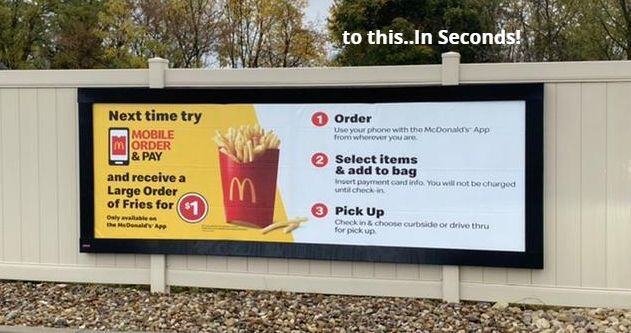 to this..In Seconds!
Next time try
MOBILE
ORDER
& PAY
and receive a
Large Order
of Fries for $1
Only available on
the McDonald's® App
1 Order
Use your phone with the McDonald's® App
from wherever you are.
2 Select items
& add to bag
Insert payment card info. You will not be charged
until check-in.
3 Pick Up
Check in & choose curbside or drive thru
for pick up.